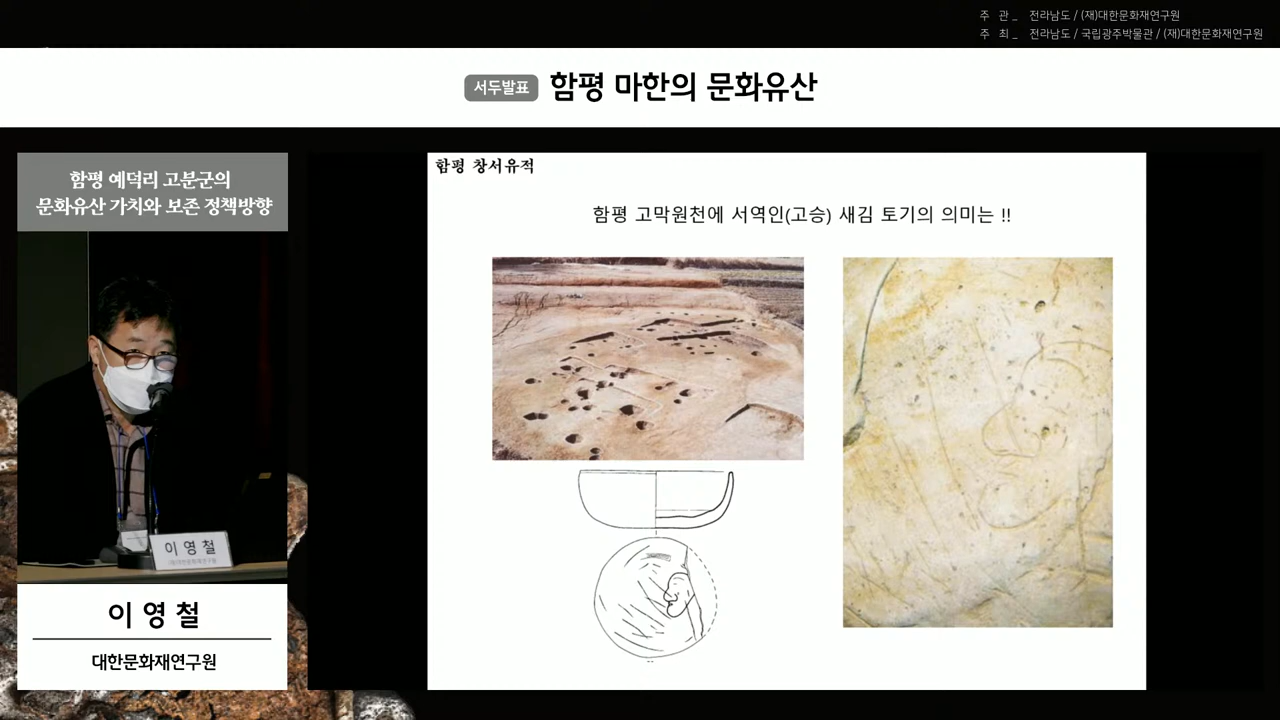 주 관 _ 전라남도 / (재)대한문화재연구원
주 최 _ 전라남도 / 국립광주박물관 / (재)대한문화재연구원
서두발표 함평 마한의 문화유산
함평 예덕리 고분군의
문화유산 가치와 보존 정책방향
함평 창서유적
함평 고막원천에 서역인(고승) 새김 토기의 의미는 !!
이 영 철
이 영 철
대한문화재연구원